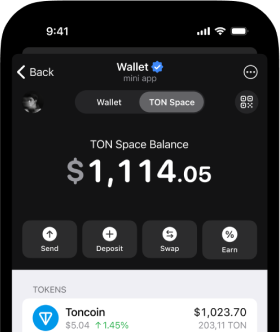 9:41
Back
Wallet
mini app
Wallet TON Space
TON Space Balance
$1,114.05
Send Deposit Swap Earn
TOKENS
Toncoin $1,023.70
$5.04 ↑1.45% 203,11 TON